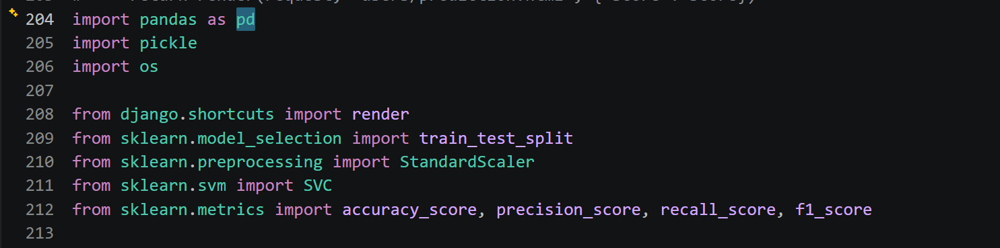 204 import pandas as pd
205 import pickle
206 import os
207
208 from django.shortcuts import render
209 from sklearn.model_selection import train_test_split
210 from sklearn.preprocessing import StandardScaler
211 from sklearn.svm import SVC
212 from sklearn.metrics import accuracy_score, precision_score, recall_score, f1_score
213